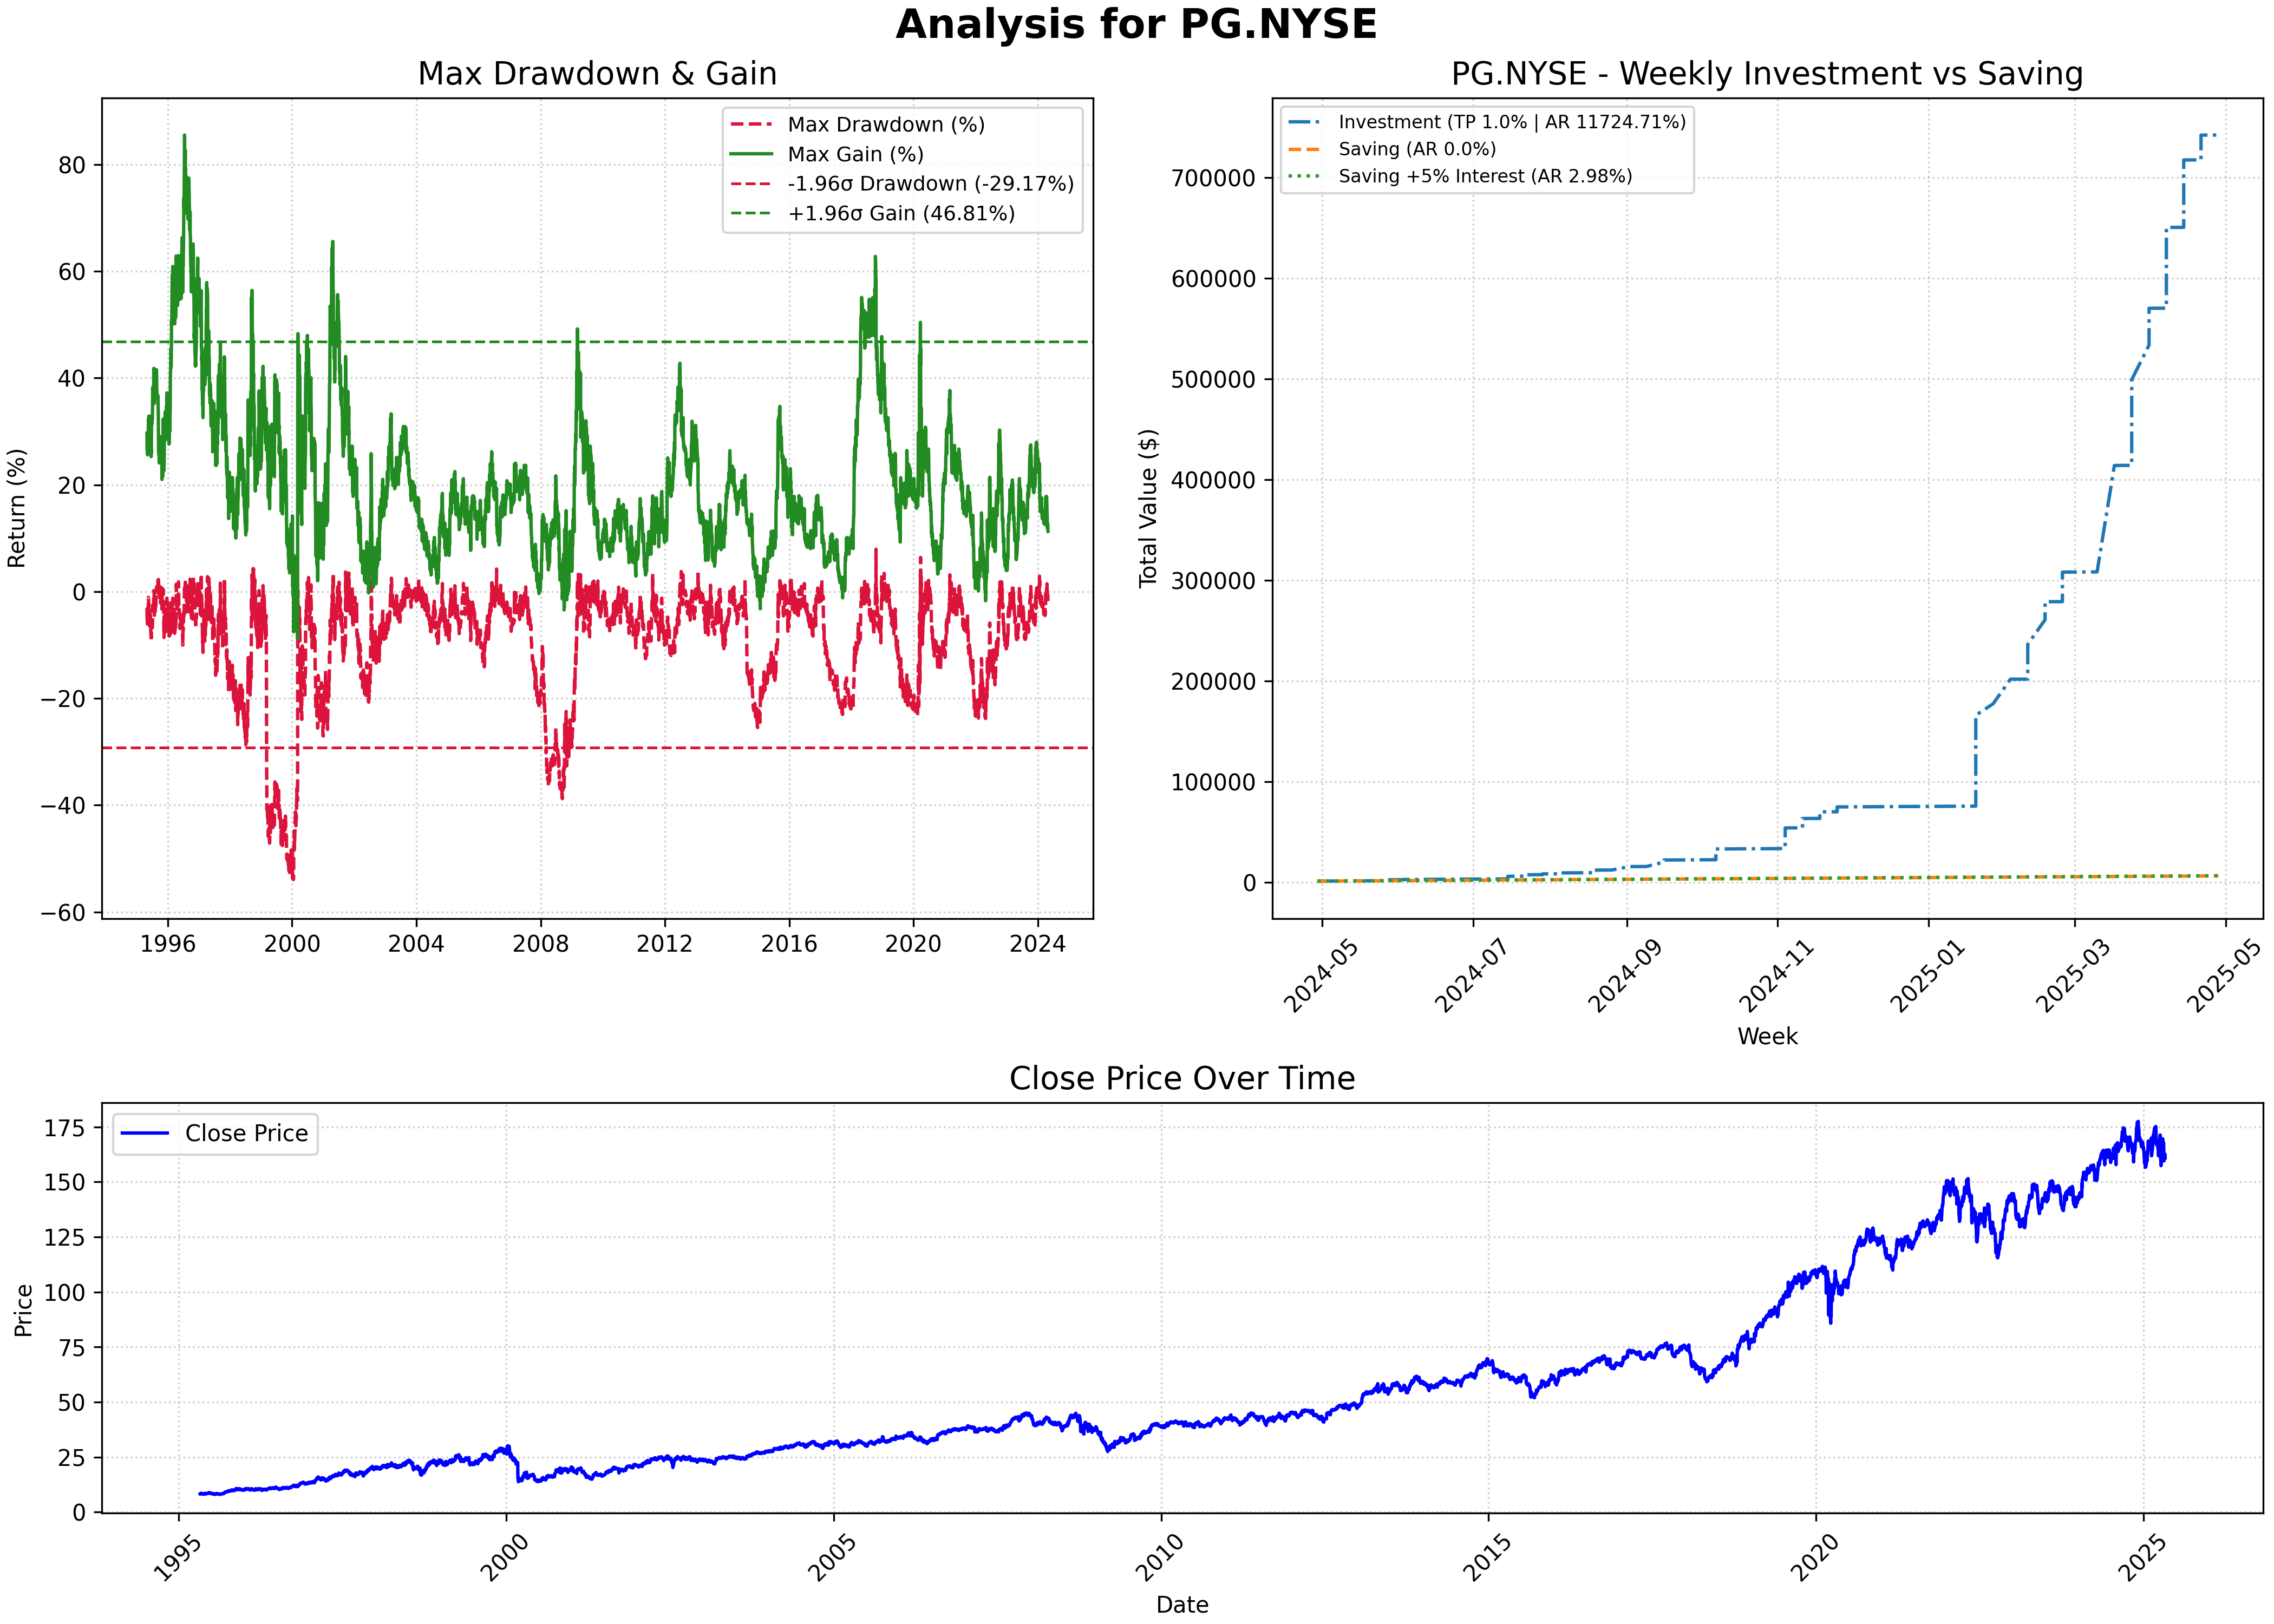 Analysis for PG.NYSE
Max Drawdown & Gain
Return (%)
80
60
40
20
0
−20
−40
−60
1996
2000
2004
2008
2012
2016
2020
2024
Max Drawdown (%)
Max Gain (%)
-1.96σ Drawdown (-29.17%)
+1.96σ Gain (46.81%)
PG.NYSE - Weekly Investment vs Saving
Total Value ($)
700000
600000
500000
400000
300000
200000
100000
0
Investment (TP 1.0% | AR 11724.71%)
Saving (AR 0.0%)
Saving +5% Interest (AR 2.98%)
2024-05
2024-07
2024-09
2024-11
2025-01
2025-03
2025-05
Week
Close Price Over Time
Price
175
150
125
100
75
50
25
0
Close Price
1995
2000
2005
2010
2015
2020
2025
Date